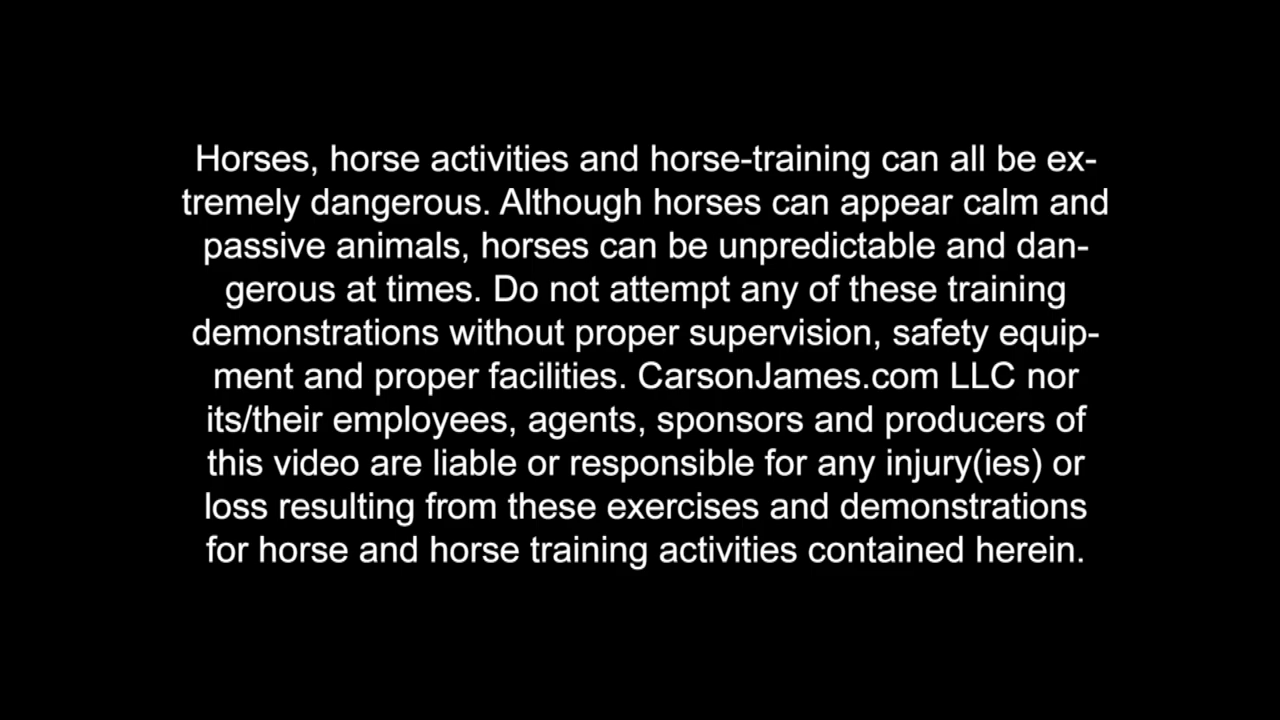 Horses, horse activities and horse-training can all be ex-
tremely dangerous. Although horses can appear calm and
passive animals, horses can be unpredictable and dan-
gerous at times. Do not attempt any of these training
demonstrations without proper supervision, safety equip-
ment and proper facilities. CarsonJames.com LLC nor
its/their employees, agents, sponsors and producers of
this video are liable or responsible for any injury(ies) or
loss resulting from these exercises and demonstrations
for horse and horse training activities contained herein.